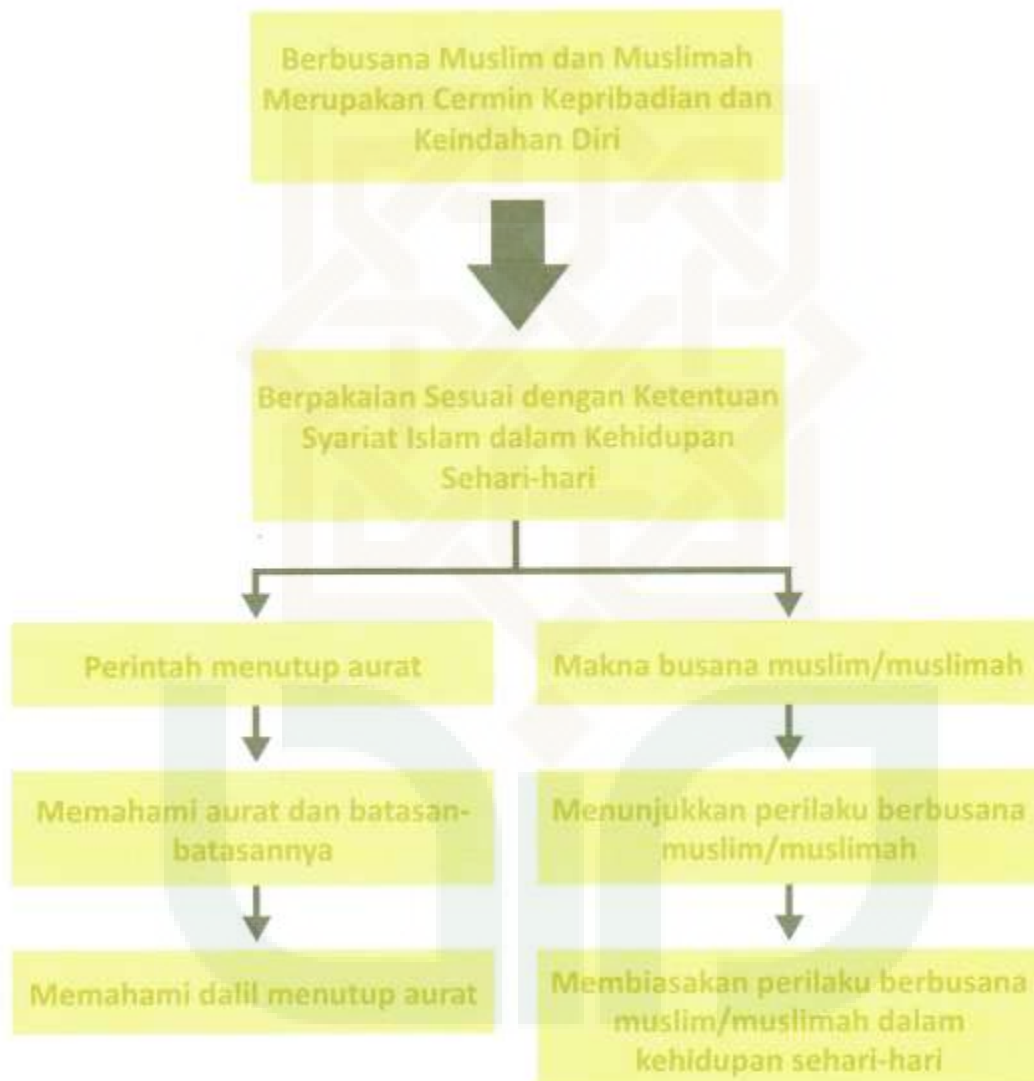 Berbusana Muslim dan Muslimah
Merupakan Cermin Kepribadian dan
Keindahan Diri
Berpakaian Sesuai dengan Ketentuan
Syariat Islam dalam Kehidupan
Sehari-hari
Perintah menutup aurat
Memahami aurat dan batasan-
batasannya
Memahami dalil menutup aurat
Makna busana muslim/muslimah
Menunjukkan perilaku berbusana
muslim/muslimah
Membiasakan perilaku berbusana
muslim/muslimah dalam
kehidupan sehari-hari